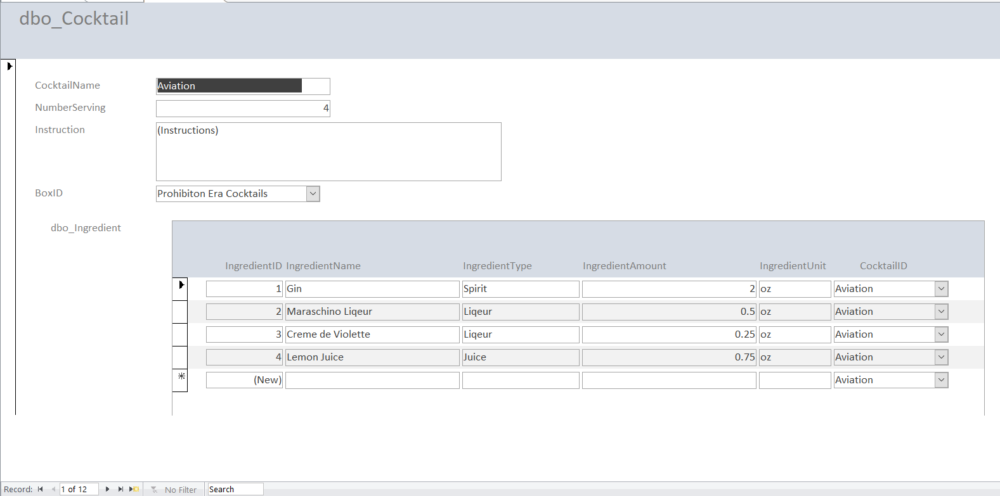 dbo_Cocktail
CocktailName Aviation
NumberServing 4
Instruction (Instructions)
BoxID Prohibiton Era Cocktails
dbo_Ingredient
IngredientID IngredientName IngredientType IngredientAmount IngredientUnit CocktailID
1 Gin Spirit 2 oz Aviation
2 Maraschino Liqeur Liqeur 0.5 oz Aviation
3 Creme de Violette Liqeur 0.25 oz Aviation
4 Lemon Juice Juice 0.75 oz Aviation
(New) Aviation
Record: 1 of 12 No Filter Search